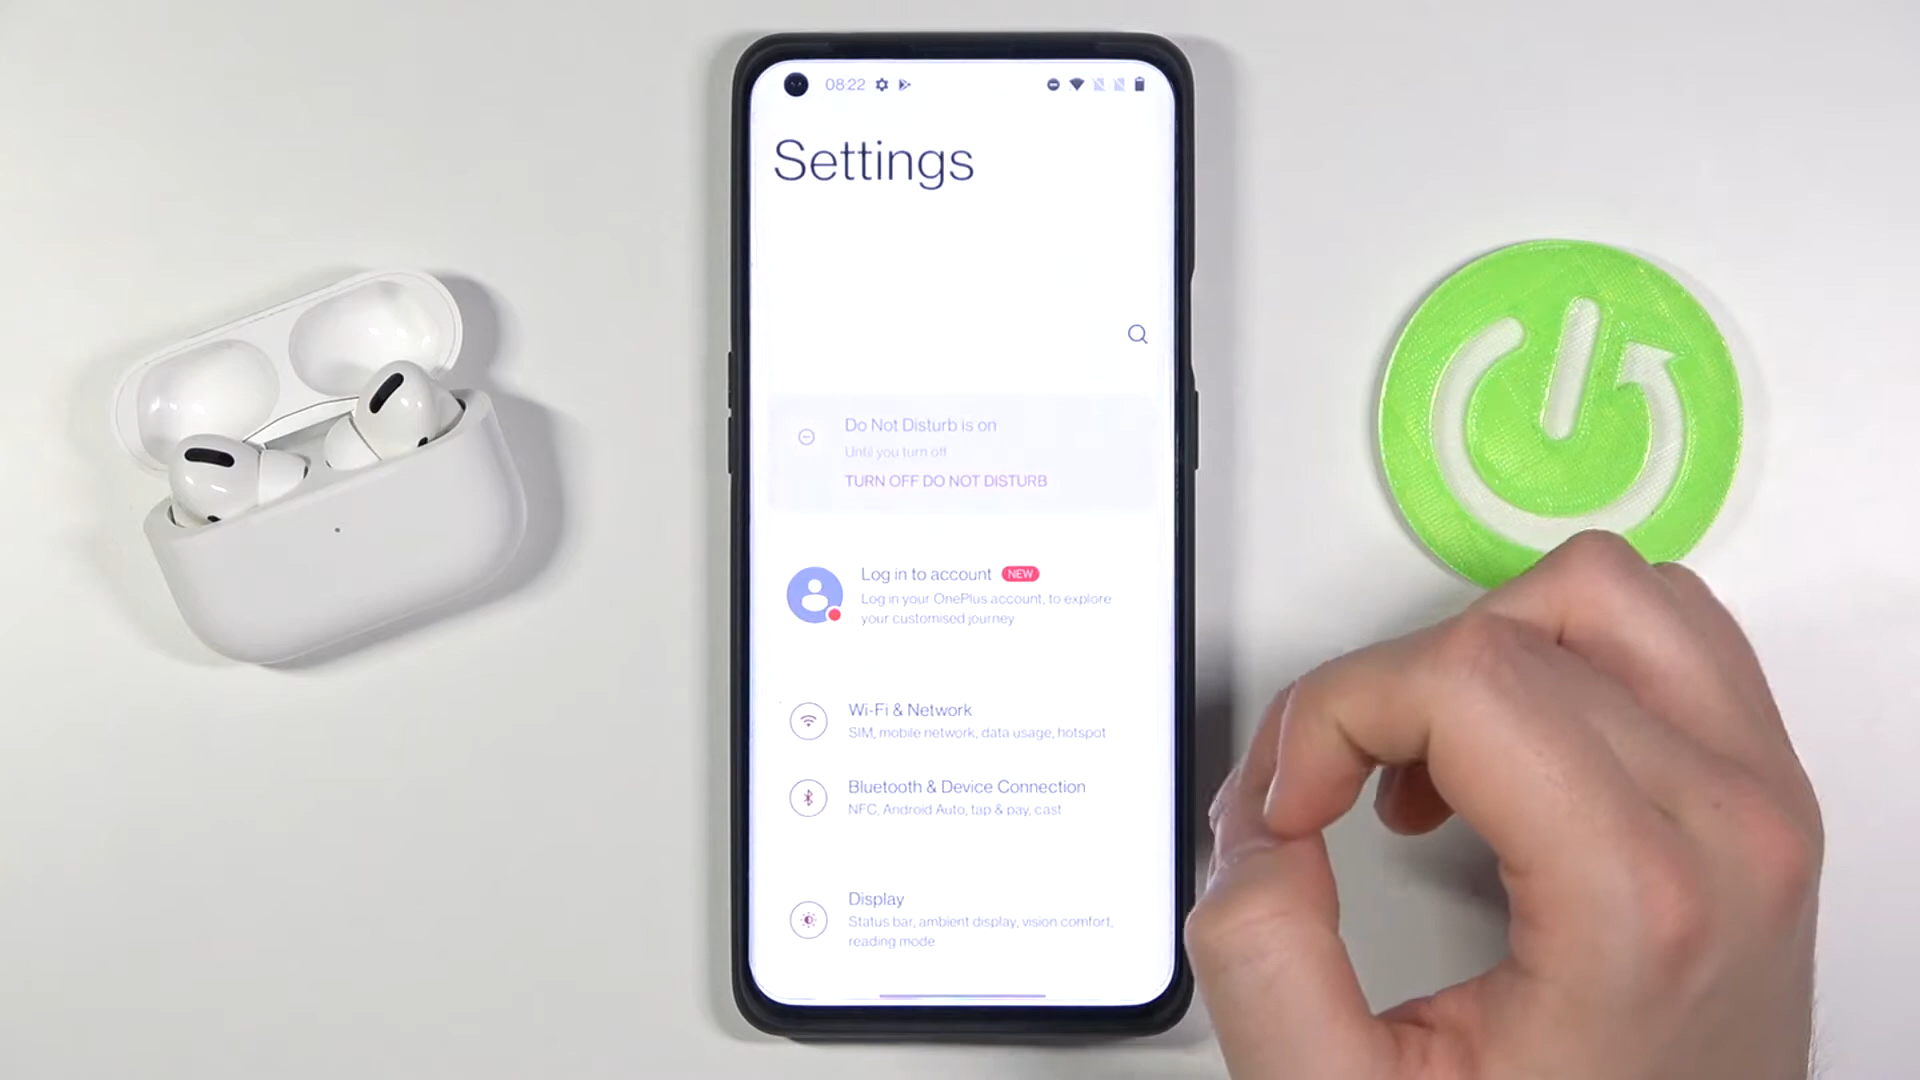 08:22
Settings
Do Not Disturb is on
Until you turn off
TURN OFF DO NOT DISTURB
Log in to account NEW
Log in your OnePlus account, to explore
your customised journey
Wi-Fi & Network
SIM, mobile network, data usage, hotspot
Bluetooth & Device Connection
NFC, Android Auto, tap & pay, cast
Display
Status bar, ambient display, vision comfort,
reading mode